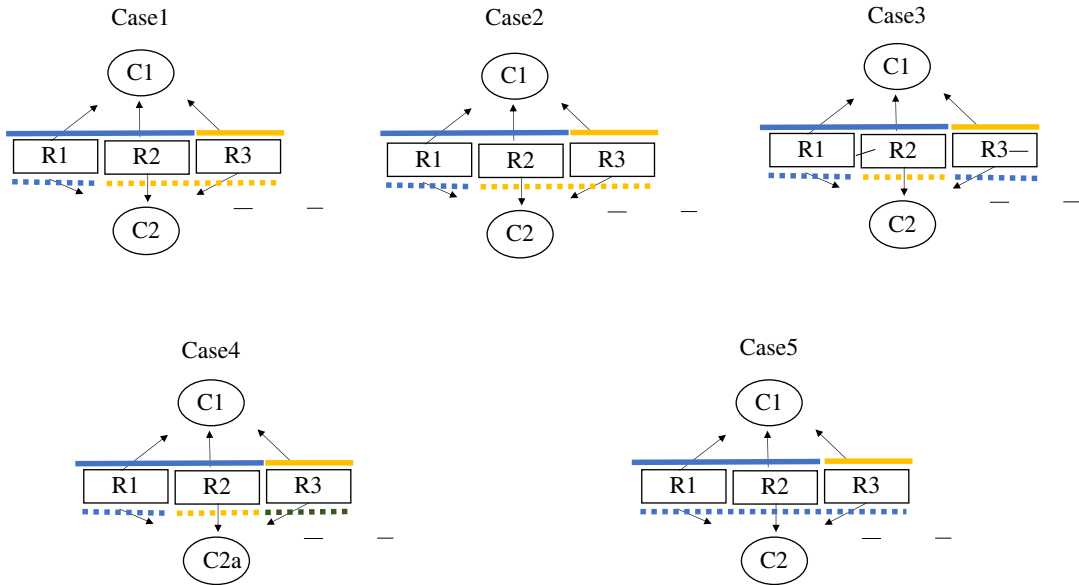 Case1
C1
R1 R2 R3
C2
Case2
C1
R1 R2 R3
C2
Case3
C1
R1 R2 R3
C2
Case4
C1
R1 R2 R3
C2a
Case5
C1
R1 R2 R3
C2